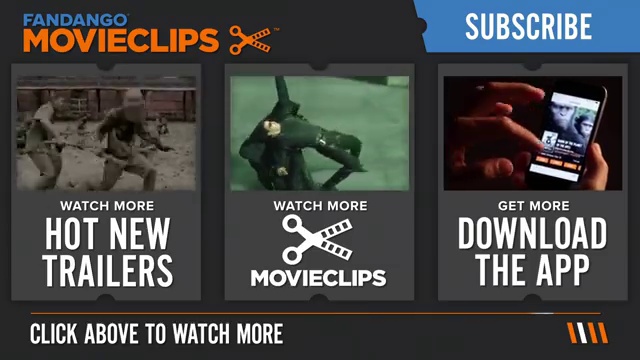 FANDANGO
MOVIECLIPS
SUBSCRIBE
WATCH MORE
HOT NEW
TRAILERS
WATCH MORE
MOVIECLIPS
GET MORE
DOWNLOAD
THE APP
CLICK ABOVE TO WATCH MORE